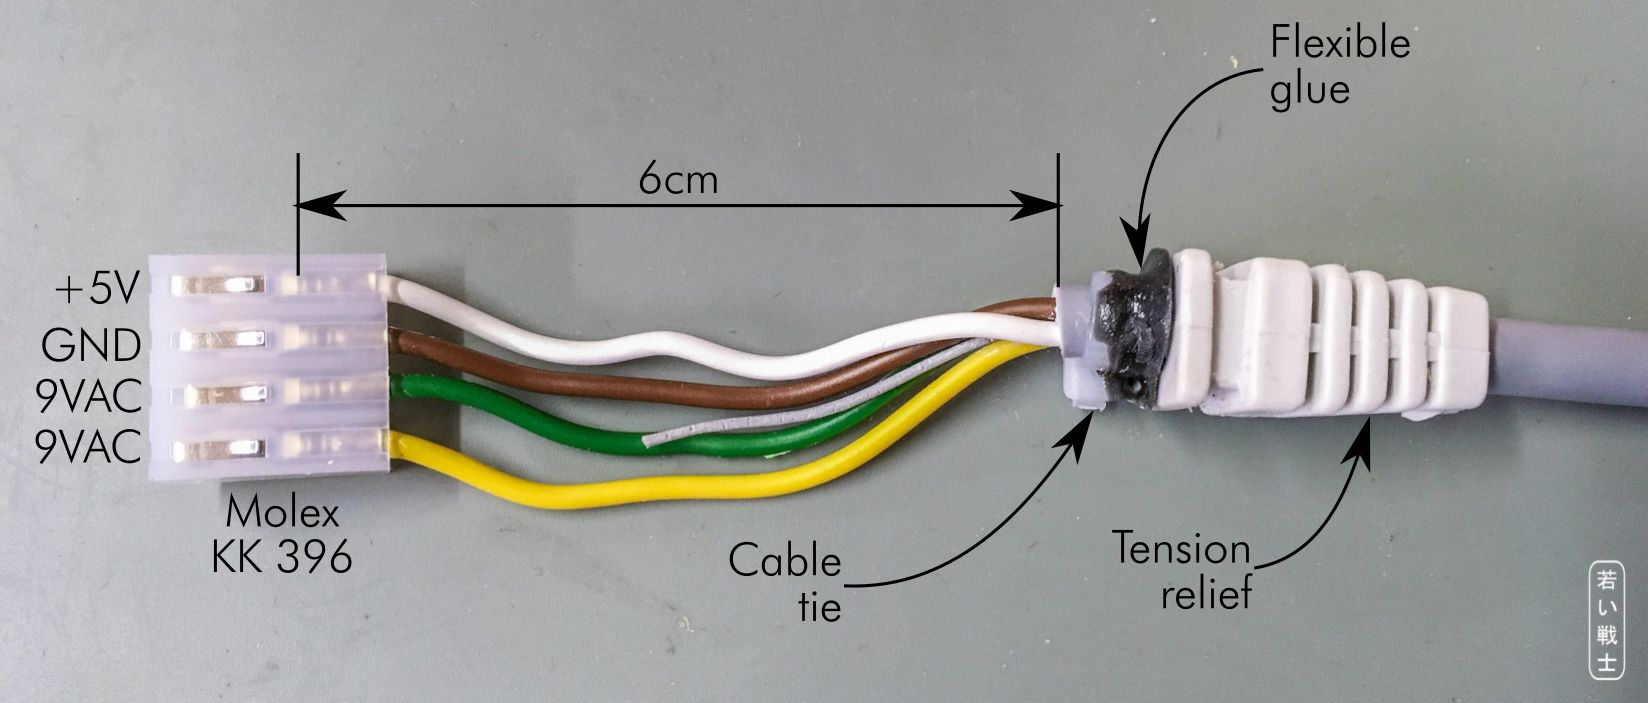 Flexible
glue
6cm
+5V
GND
9VAC
9VAC
Molex
KK 396
Cable
tie
Tension
relief
若い戦士